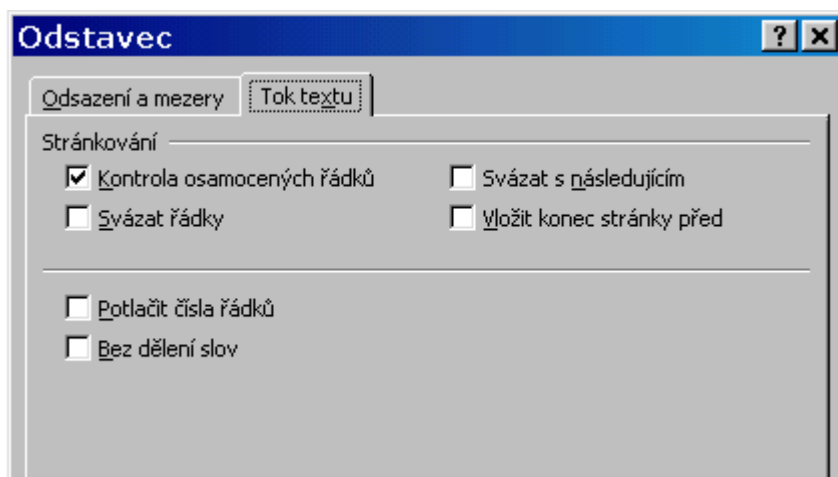 Odstavec
Odsazení a mezery Tok textu
Stránkování
Kontrola osamocených řádků Svázat s následujícím
Svázat řádky Vložit konec stránky před
Potlačit čísla řádků
Bez dělení slov